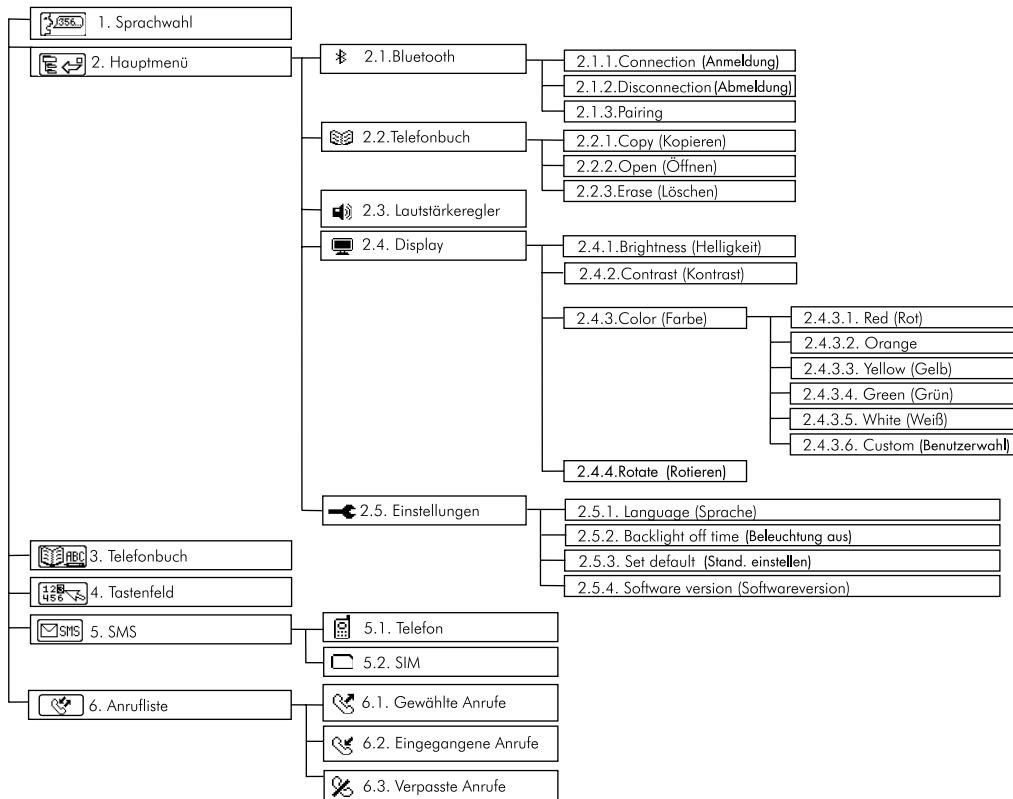 356... 1. Sprachwahl
2. Hauptmenü
2.1.Bluetooth
2.1.1.Connection (Anmeldung)
2.1.2.Disconnection (Abmeldung)
2.1.3.Pairing
2.2.Telefonbuch
2.2.1.Copy (Kopieren)
2.2.2.Open (Öffnen)
2.2.3.Erase (Löschen)
2.3. Lautstärkeregler
2.4. Display
2.4.1.Brightness (Helligkeit)
2.4.2.Contrast (Kontrast)
2.4.3.Color (Farbe)
2.4.3.1. Red (Rot)
2.4.3.2. Orange
2.4.3.3. Yellow (Gelb)
2.4.3.4. Green (Grün)
2.4.3.5. White (Weiß)
2.4.3.6. Custom (Benutzerwahl)
2.4.4.Rotate (Rotieren)
2.5. Einstellungen
2.5.1. Language (Sprache)
2.5.2. Backlight off time (Beleuchtung aus)
2.5.3. Set default (Stand. einstellen)
2.5.4. Software version (Softwareversion)
ABC 3. Telefonbuch
123
456
4. Tastenfeld
SMS 5. SMS
5.1. Telefon
5.2. SIM
6. Anrufliste
6.1. Gewählte Anrufe
6.2. Eingegangene Anrufe
6.3. Verpasste Anrufe